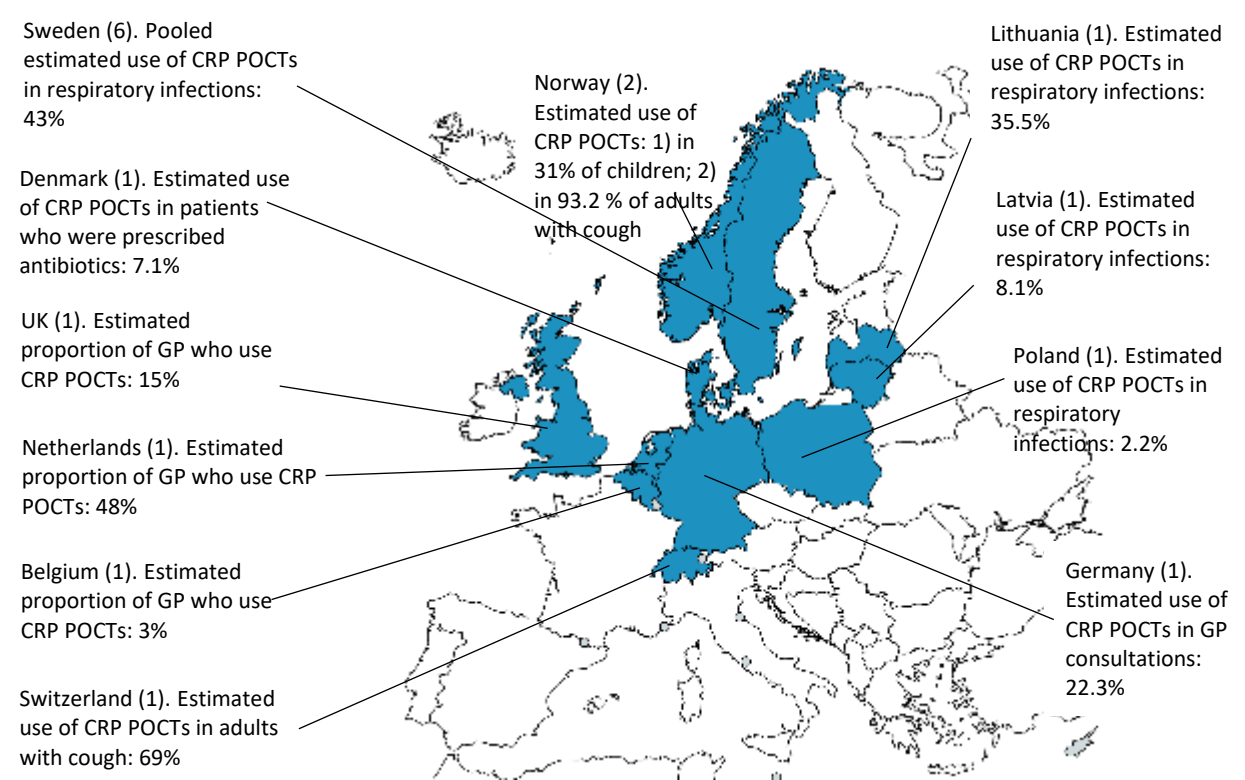 Sweden (6). Pooled
estimated use of CRP POCTs
in respiratory infections:
43%
Denmark (1). Estimated use
of CRP POCTs in patients
who were prescribed
antibiotics: 7.1%
UK (1). Estimated
proportion of GP who use
CRP POCTs: 15%
Netherlands (1). Estimated
proportion of GP who use CRP
POCTs: 48%
Belgium (1). Estimated
proportion of GP who use
CRP POCTs: 3%
Switzerland (1). Estimated
use of CRP POCTs in adults
with cough: 69%
Norway (2).
Estimated use of
CRP POCTs: 1) in
31% of children; 2)
in 93.2 % of adults
with cough
Lithuania (1). Estimated
use of CRP POCTs in
respiratory infections:
35.5%
Latvia (1). Estimated
use of CRP POCTs in
respiratory infections:
8.1%
Poland (1). Estimated
use of CRP POCTs in
respiratory
infections: 2.2%
Germany (1).
Estimated use of
CRP POCTs in GP
consultations:
22.3%